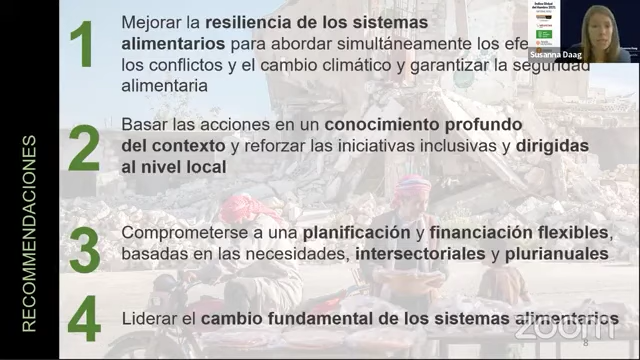 RECOMMENDACIONES
1
Mejorar la resiliencia de los sistemas
alimentarios para abordar simultáneamente los efe
los conflictos y el cambio climático y garantizar la seguridad
alimentaria
2
Basar las acciones en un conocimiento profundo
del contexto y reforzar las iniciativas inclusivas y dirigidas
al nivel local
3
Comprometerse a una planificación y financiación flexibles,
basadas en las necesidades, intersectoriales y plurianuales
4
Liderar el cambio fundamental de los sistemas alimentarios
Susanna Daag
zoom
8